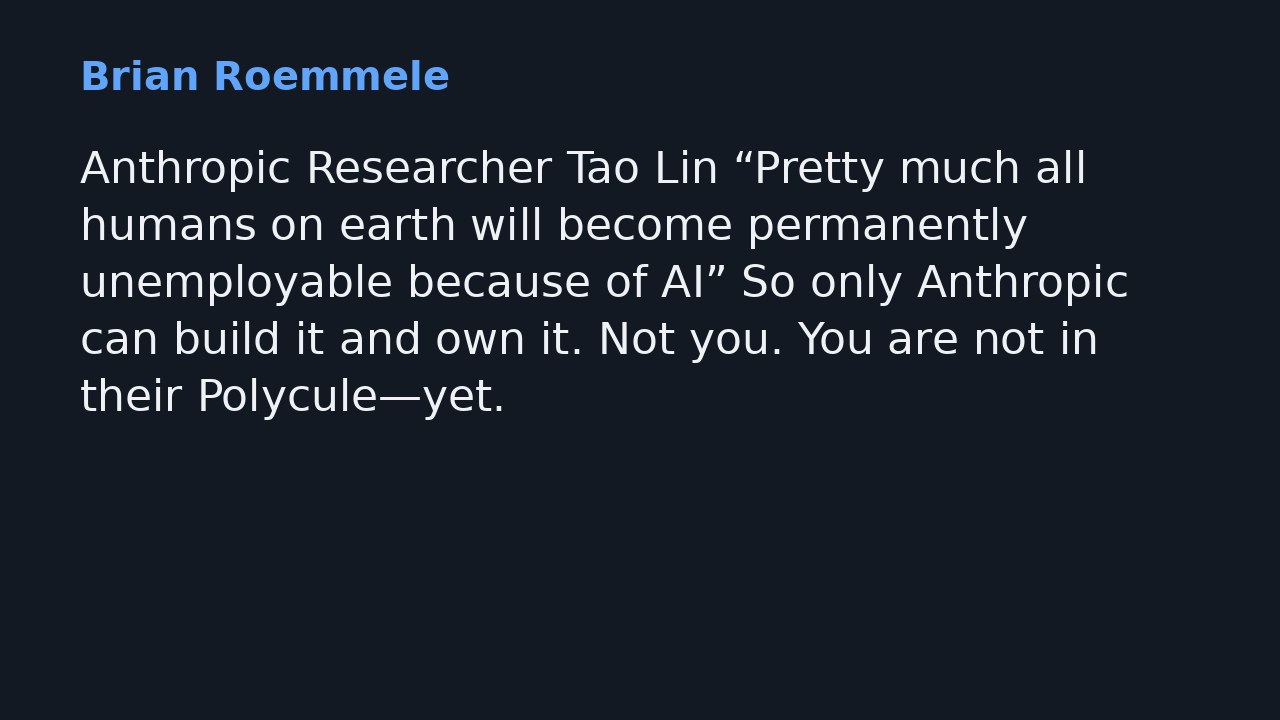 Brian Roemmele
Anthropic Researcher Tao Lin “Pretty much all
humans on earth will become permanently
unemployable because of AI” So only Anthropic
can build it and own it. Not you. You are not in
their Polycule—yet.